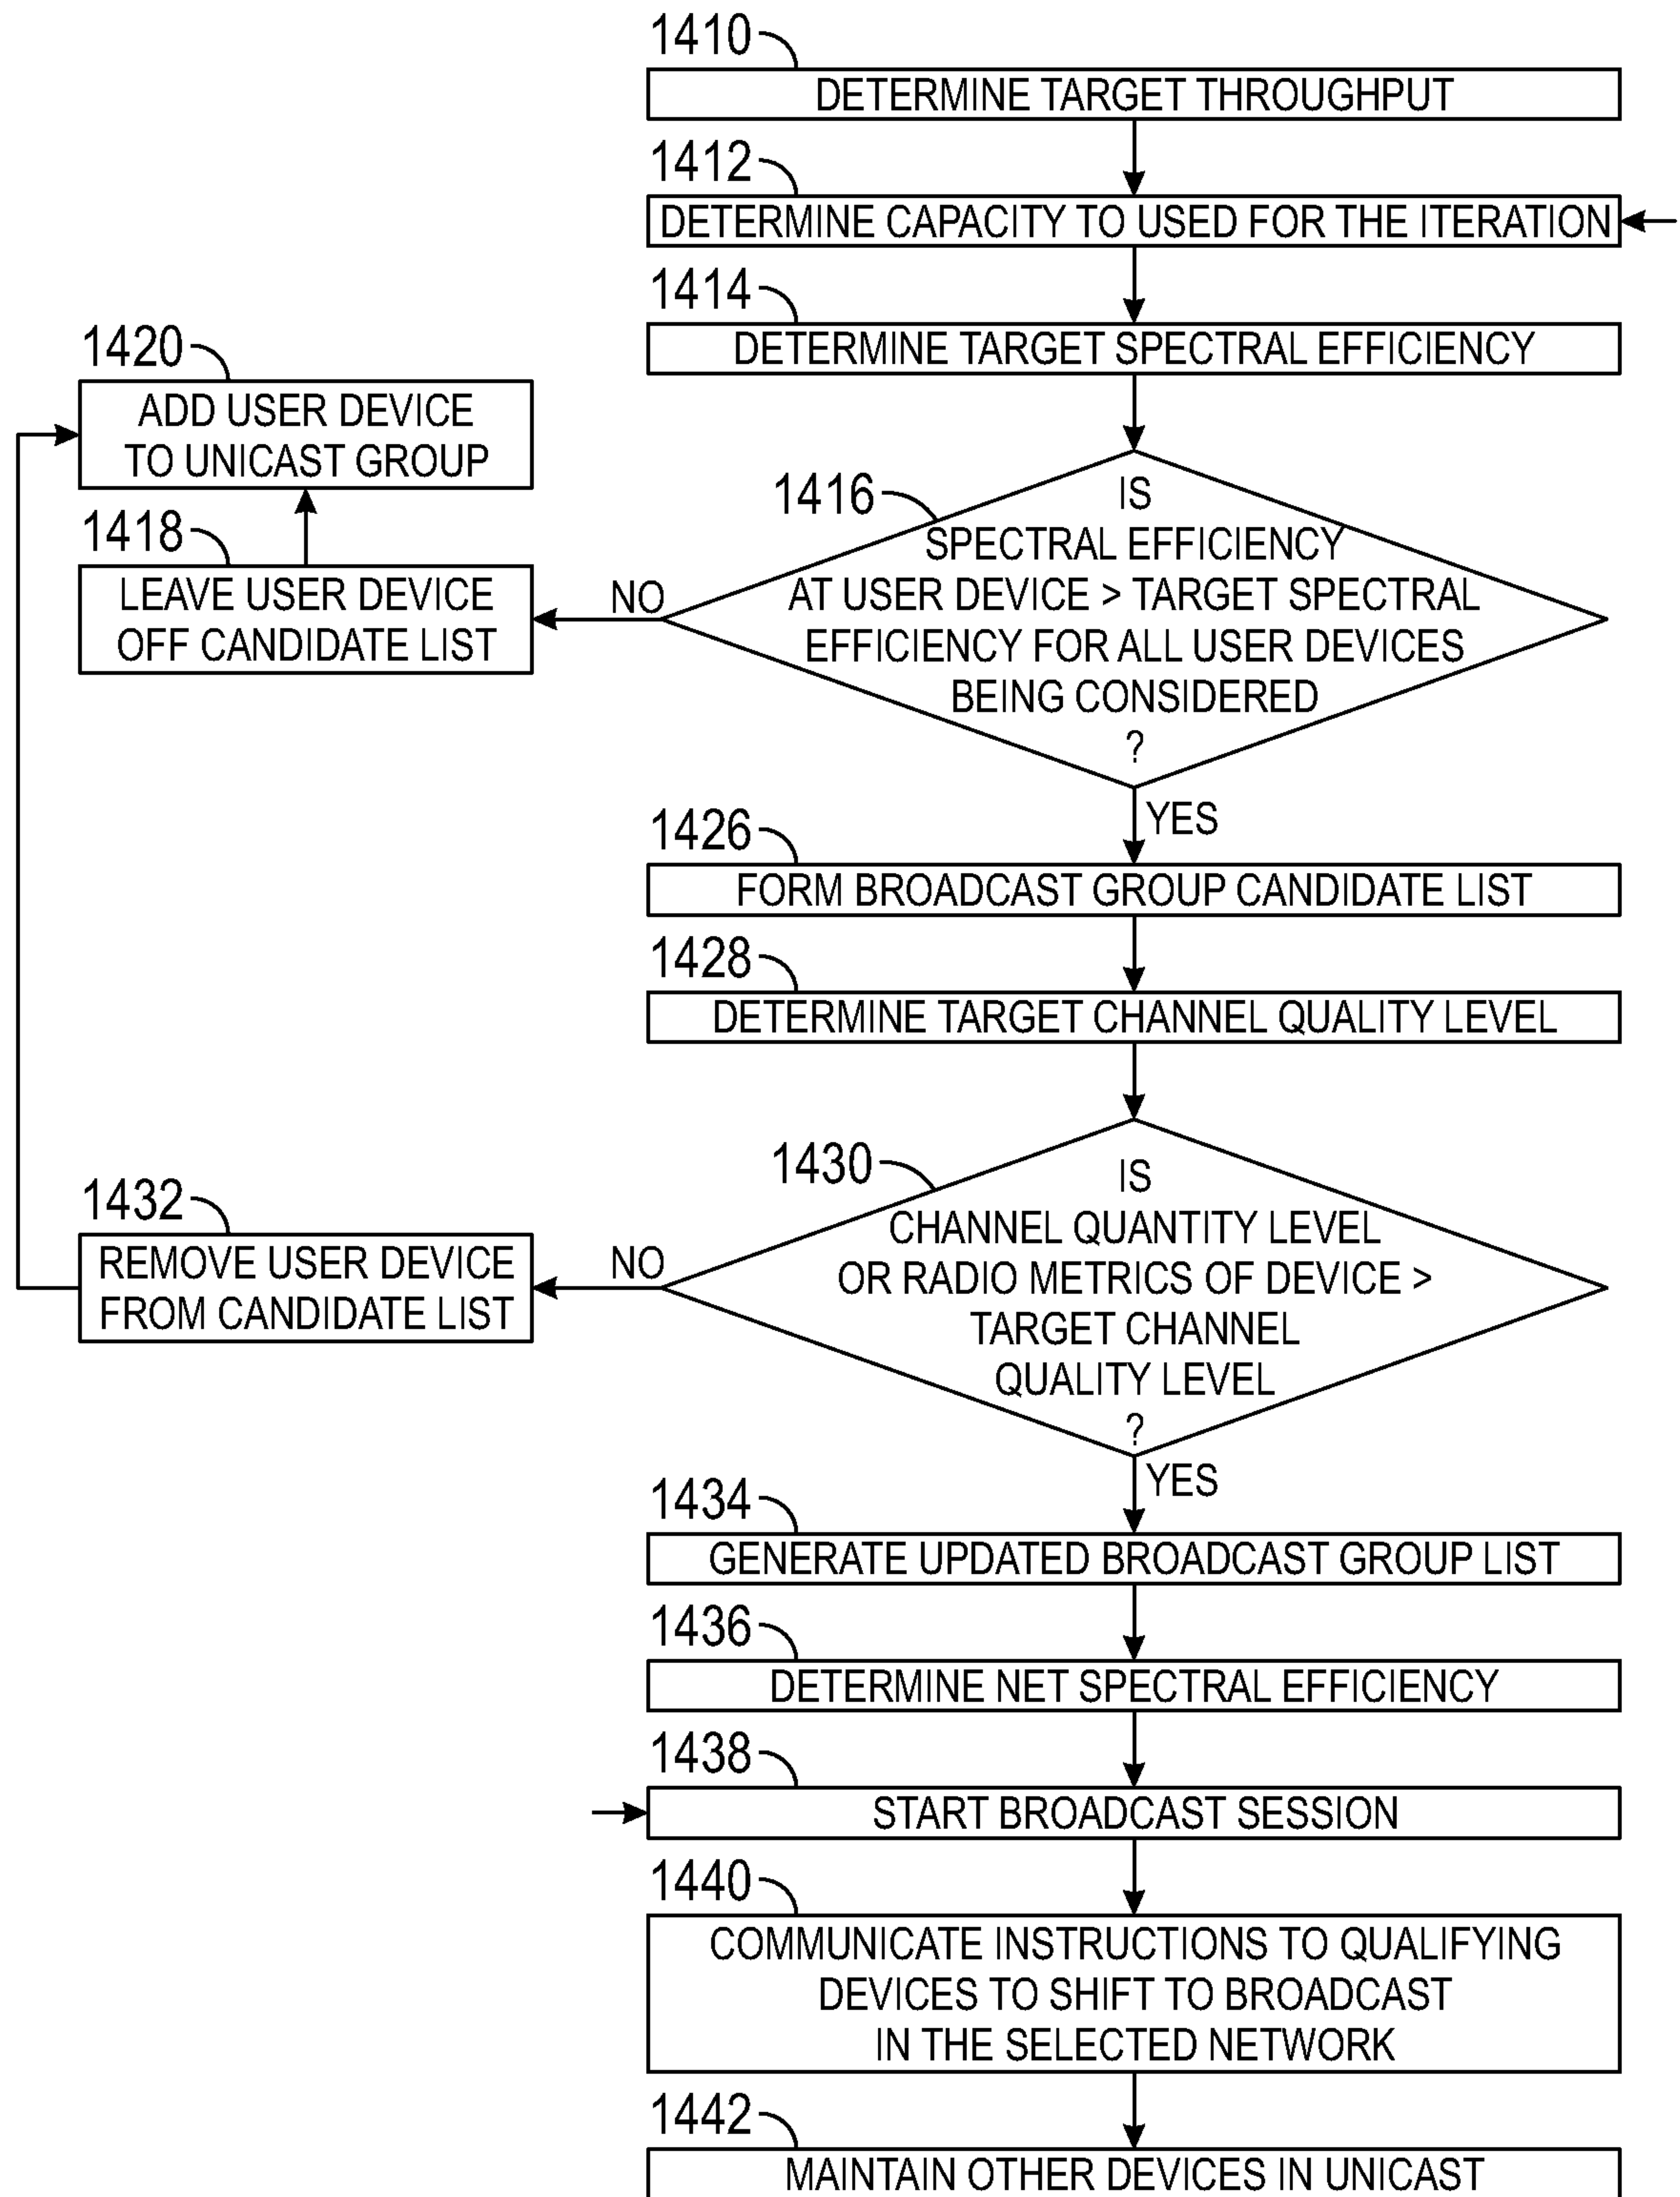 1410
DETERMINE TARGET THROUGHPUT
1412
DETERMINE CAPACITY TO USED FOR THE ITERATION
1414
DETERMINE TARGET SPECTRAL EFFICIENCY
1420
ADD USER DEVICE
TO UNICAST GROUP
1418
LEAVE USER DEVICE
OFF CANDIDATE LIST
NO
1416
IS
SPECTRAL EFFICIENCY
AT USER DEVICE > TARGET SPECTRAL
EFFICIENCY FOR ALL USER DEVICES
BEING CONSIDERED
?
YES
1426
FORM BROADCAST GROUP CANDIDATE LIST
1428
DETERMINE TARGET CHANNEL QUALITY LEVEL
1430
IS
CHANNEL QUANTITY LEVEL
OR RADIO METRICS OF DEVICE >
TARGET CHANNEL
QUALITY LEVEL
?
NO
1432
REMOVE USER DEVICE
FROM CANDIDATE LIST
YES
1434
GENERATE UPDATED BROADCAST GROUP LIST
1436
DETERMINE NET SPECTRAL EFFICIENCY
1438
START BROADCAST SESSION
1440
COMMUNICATE INSTRUCTIONS TO QUALIFYING
DEVICES TO SHIFT TO BROADCAST
IN THE SELECTED NETWORK
1442
MAINTAIN OTHER DEVICES IN UNICAST